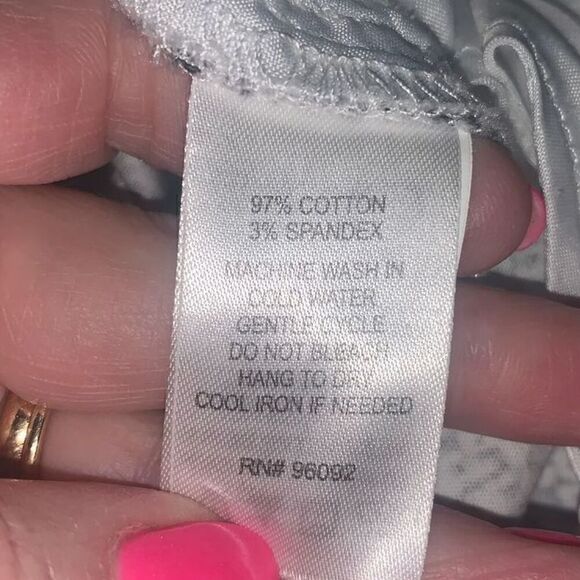 97% COTTON
3% SPANDEX
MACHINE WASH IN
COLD WATER
GENTLE CYCLE
DO NOT BLEACH
HANG TO DRY
COOL IRON IF NEEDED
RN# 96092